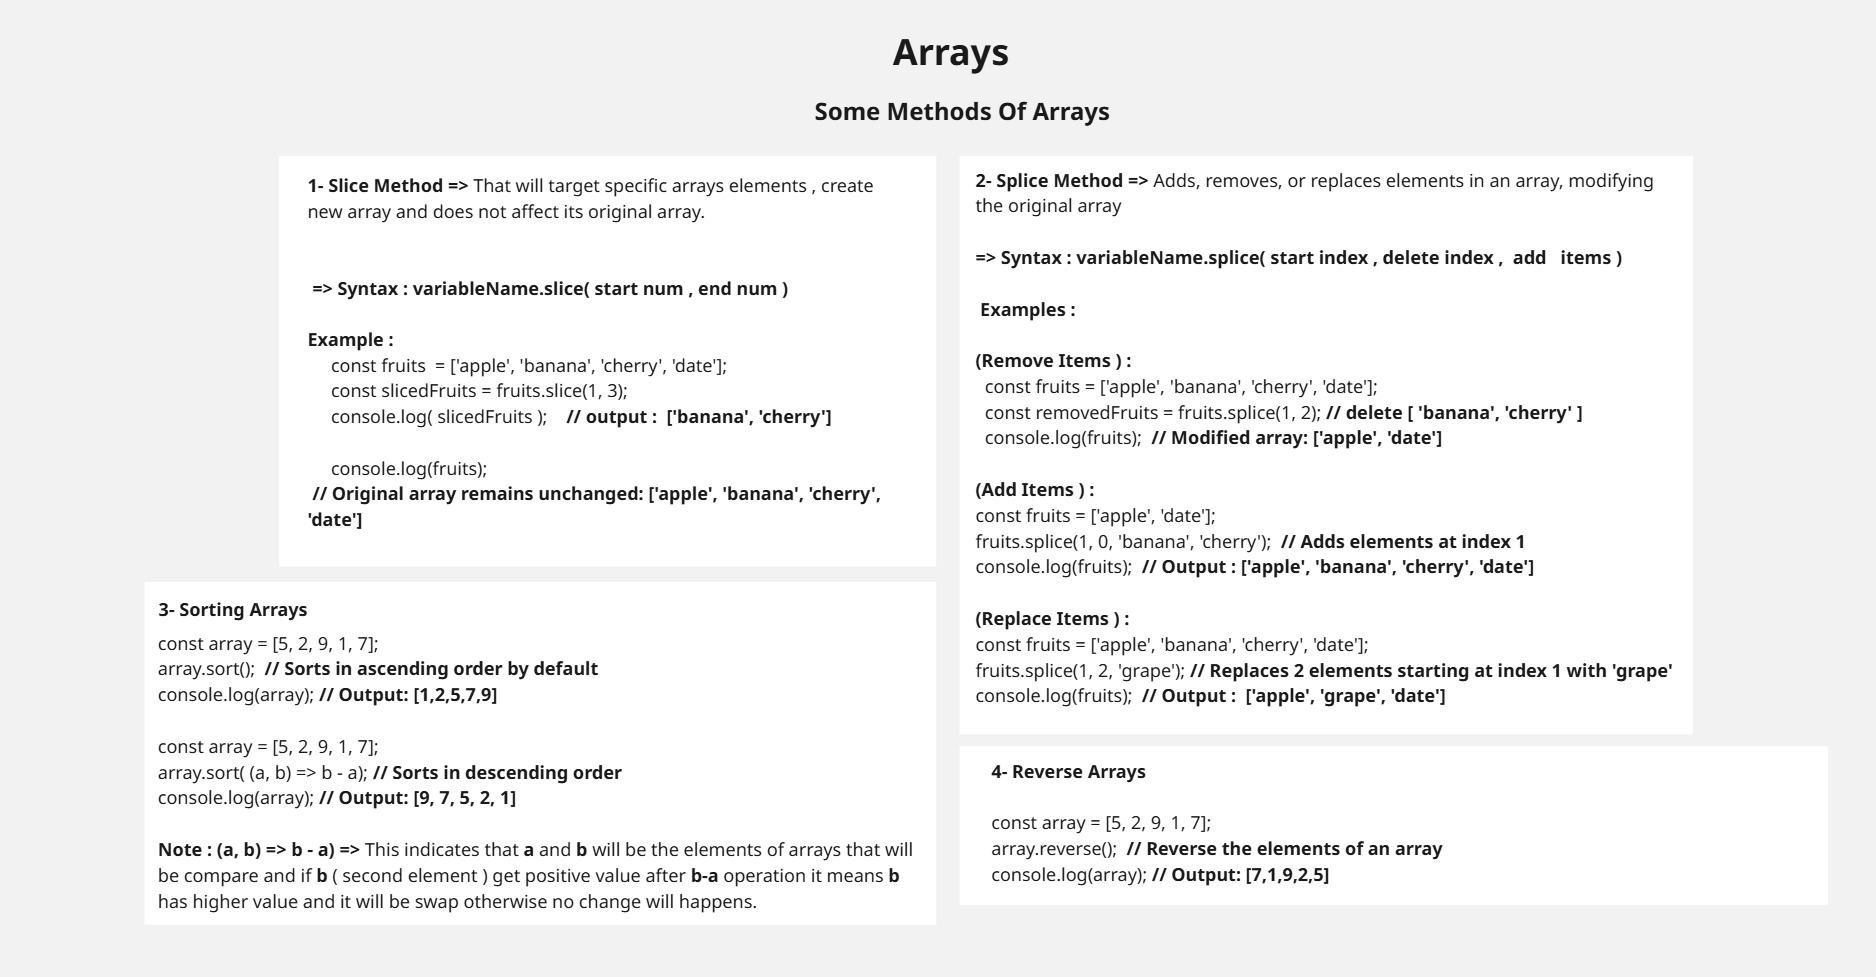 Arrays
Some Methods Of Arrays
1- Slice Method => That will target specific arrays elements , create
new array and does not affect its original array.
=> Syntax : variableName.slice( start num , end num )
Example :
const fruits = ['apple', 'banana', 'cherry', 'date'];
const slicedFruits = fruits.slice(1, 3);
console.log( slicedFruits ); // output : ['banana', 'cherry']
console.log(fruits);
// Original array remains unchanged: ['apple', 'banana', 'cherry',
'date']
2- Splice Method => Adds, removes, or replaces elements in an array, modifying
the original array
=> Syntax : variableName.splice( start index , delete index , add items )
Examples :
(Remove Items ) :
const fruits = ['apple', 'banana', 'cherry', 'date'];
const removedFruits = fruits.splice(1, 2); // delete [ 'banana', 'cherry' ]
console.log(fruits); // Modified array: ['apple', 'date']
(Add Items ) :
const fruits = ['apple', 'date'];
fruits.splice(1, 0, 'banana', 'cherry'); // Adds elements at index 1
console.log(fruits); // Output : ['apple', 'banana', 'cherry', 'date']
(Replace Items ) :
const fruits = ['apple', 'banana', 'cherry', 'date'];
fruits.splice(1, 2, 'grape'); // Replaces 2 elements starting at index 1 with 'grape'
console.log(fruits); // Output : ['apple', 'grape', 'date']
3- Sorting Arrays
const array = [5, 2, 9, 1, 7];
array.sort(); // Sorts in ascending order by default
console.log(array); // Output: [1,2,5,7,9]
const array = [5, 2, 9, 1, 7];
array.sort( (a, b) => b - a); // Sorts in descending order
console.log(array); // Output: [9, 7, 5, 2, 1]
Note : (a, b) => b - a) => This indicates that a and b will be the elements of arrays that will
be compare and if b ( second element ) get positive value after b-a operation it means b
has higher value and it will be swap otherwise no change will happens.
4- Reverse Arrays
const array = [5, 2, 9, 1, 7];
array.reverse(); // Reverse the elements of an array
console.log(array); // Output: [7,1,9,2,5]